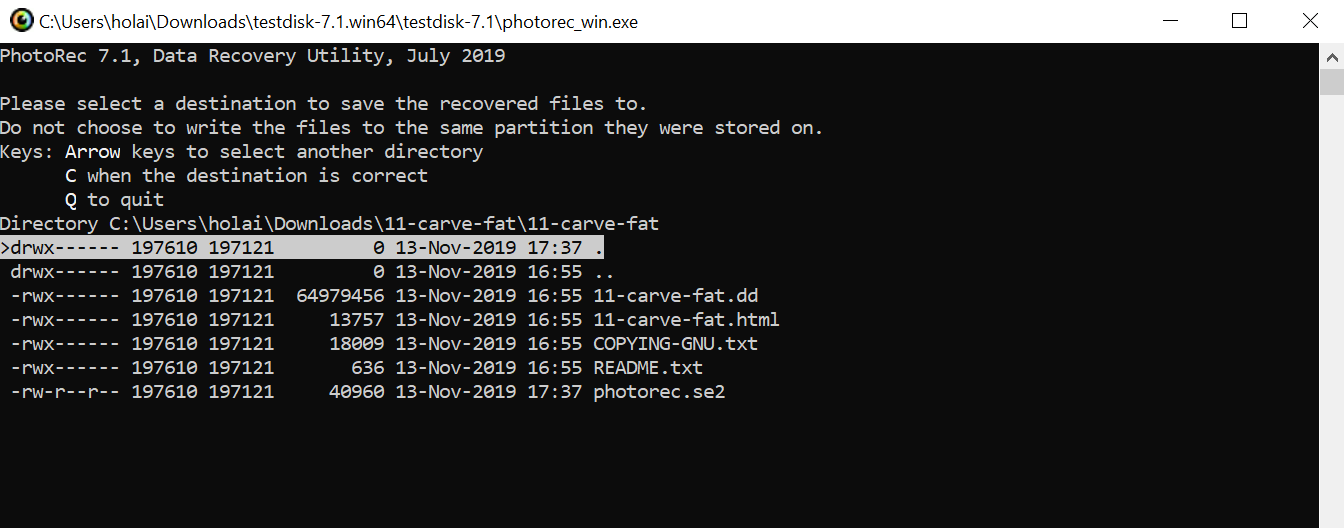 C:\Users\holai\Downloads\testdisk-7.1.win64\testdisk-7.1\photorec_win.exe
PhotoRec 7.1, Data Recovery Utility, July 2019
Please select a destination to save the recovered files to.
Do not choose to write the files to the same partition they were stored on.
Keys: Arrow keys to select another directory
      C when the destination is correct
      Q to quit
Directory C:\Users\holai\Downloads\11-carve-fat\11-carve-fat
>drwx------ 197610 197121         0 13-Nov-2019 17:37 .
 drwx------ 197610 197121         0 13-Nov-2019 16:55 ..
 -rwx------ 197610 197121  64979456 13-Nov-2019 16:55 11-carve-fat.dd
 -rwx------ 197610 197121     13757 13-Nov-2019 16:55 11-carve-fat.html
 -rwx------ 197610 197121     18009 13-Nov-2019 16:55 COPYING-GNU.txt
 -rwx------ 197610 197121       636 13-Nov-2019 16:55 README.txt
 -rw-r--r-- 197610 197121     40960 13-Nov-2019 17:37 photorec.se2